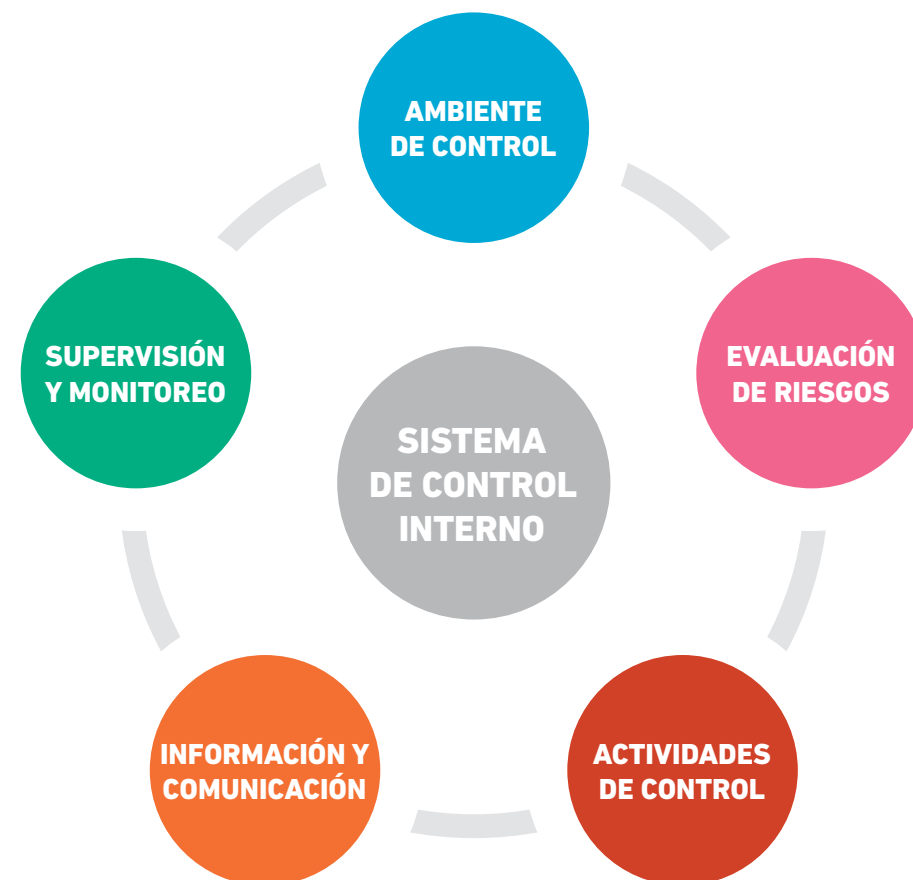 AMBIENTE
DE CONTROL
EVALUACIÓN
DE RIESGOS
ACTIVIDADES
DE CONTROL
INFORMACIÓN Y
COMUNICACIÓN
SUPERVISIÓN
Y MONITOREO
SISTEMA
DE CONTROL
INTERNO